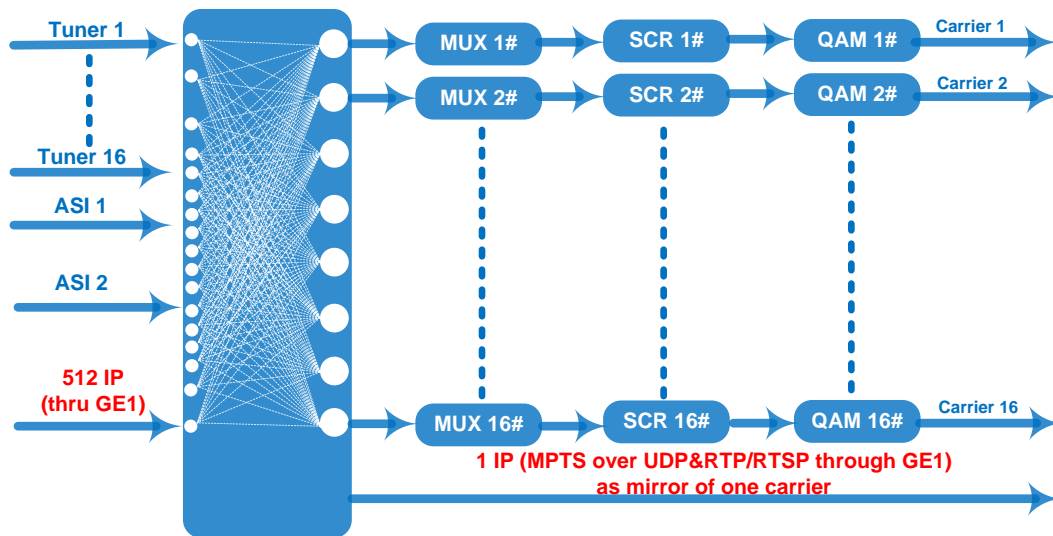 Tuner 1
MUX 1#
SCR 1#
QAM 1#
Carrier 1
MUX 2#
SCR 2#
QAM 2#
Carrier 2
Tuner 16
ASI 1
ASI 2
512 IP
(thru GE1)
MUX 16#
SCR 16#
QAM 16#
Carrier 16
1 IP (MPTS over UDP&RTP/RTSP through GE1)
as mirror of one carrier